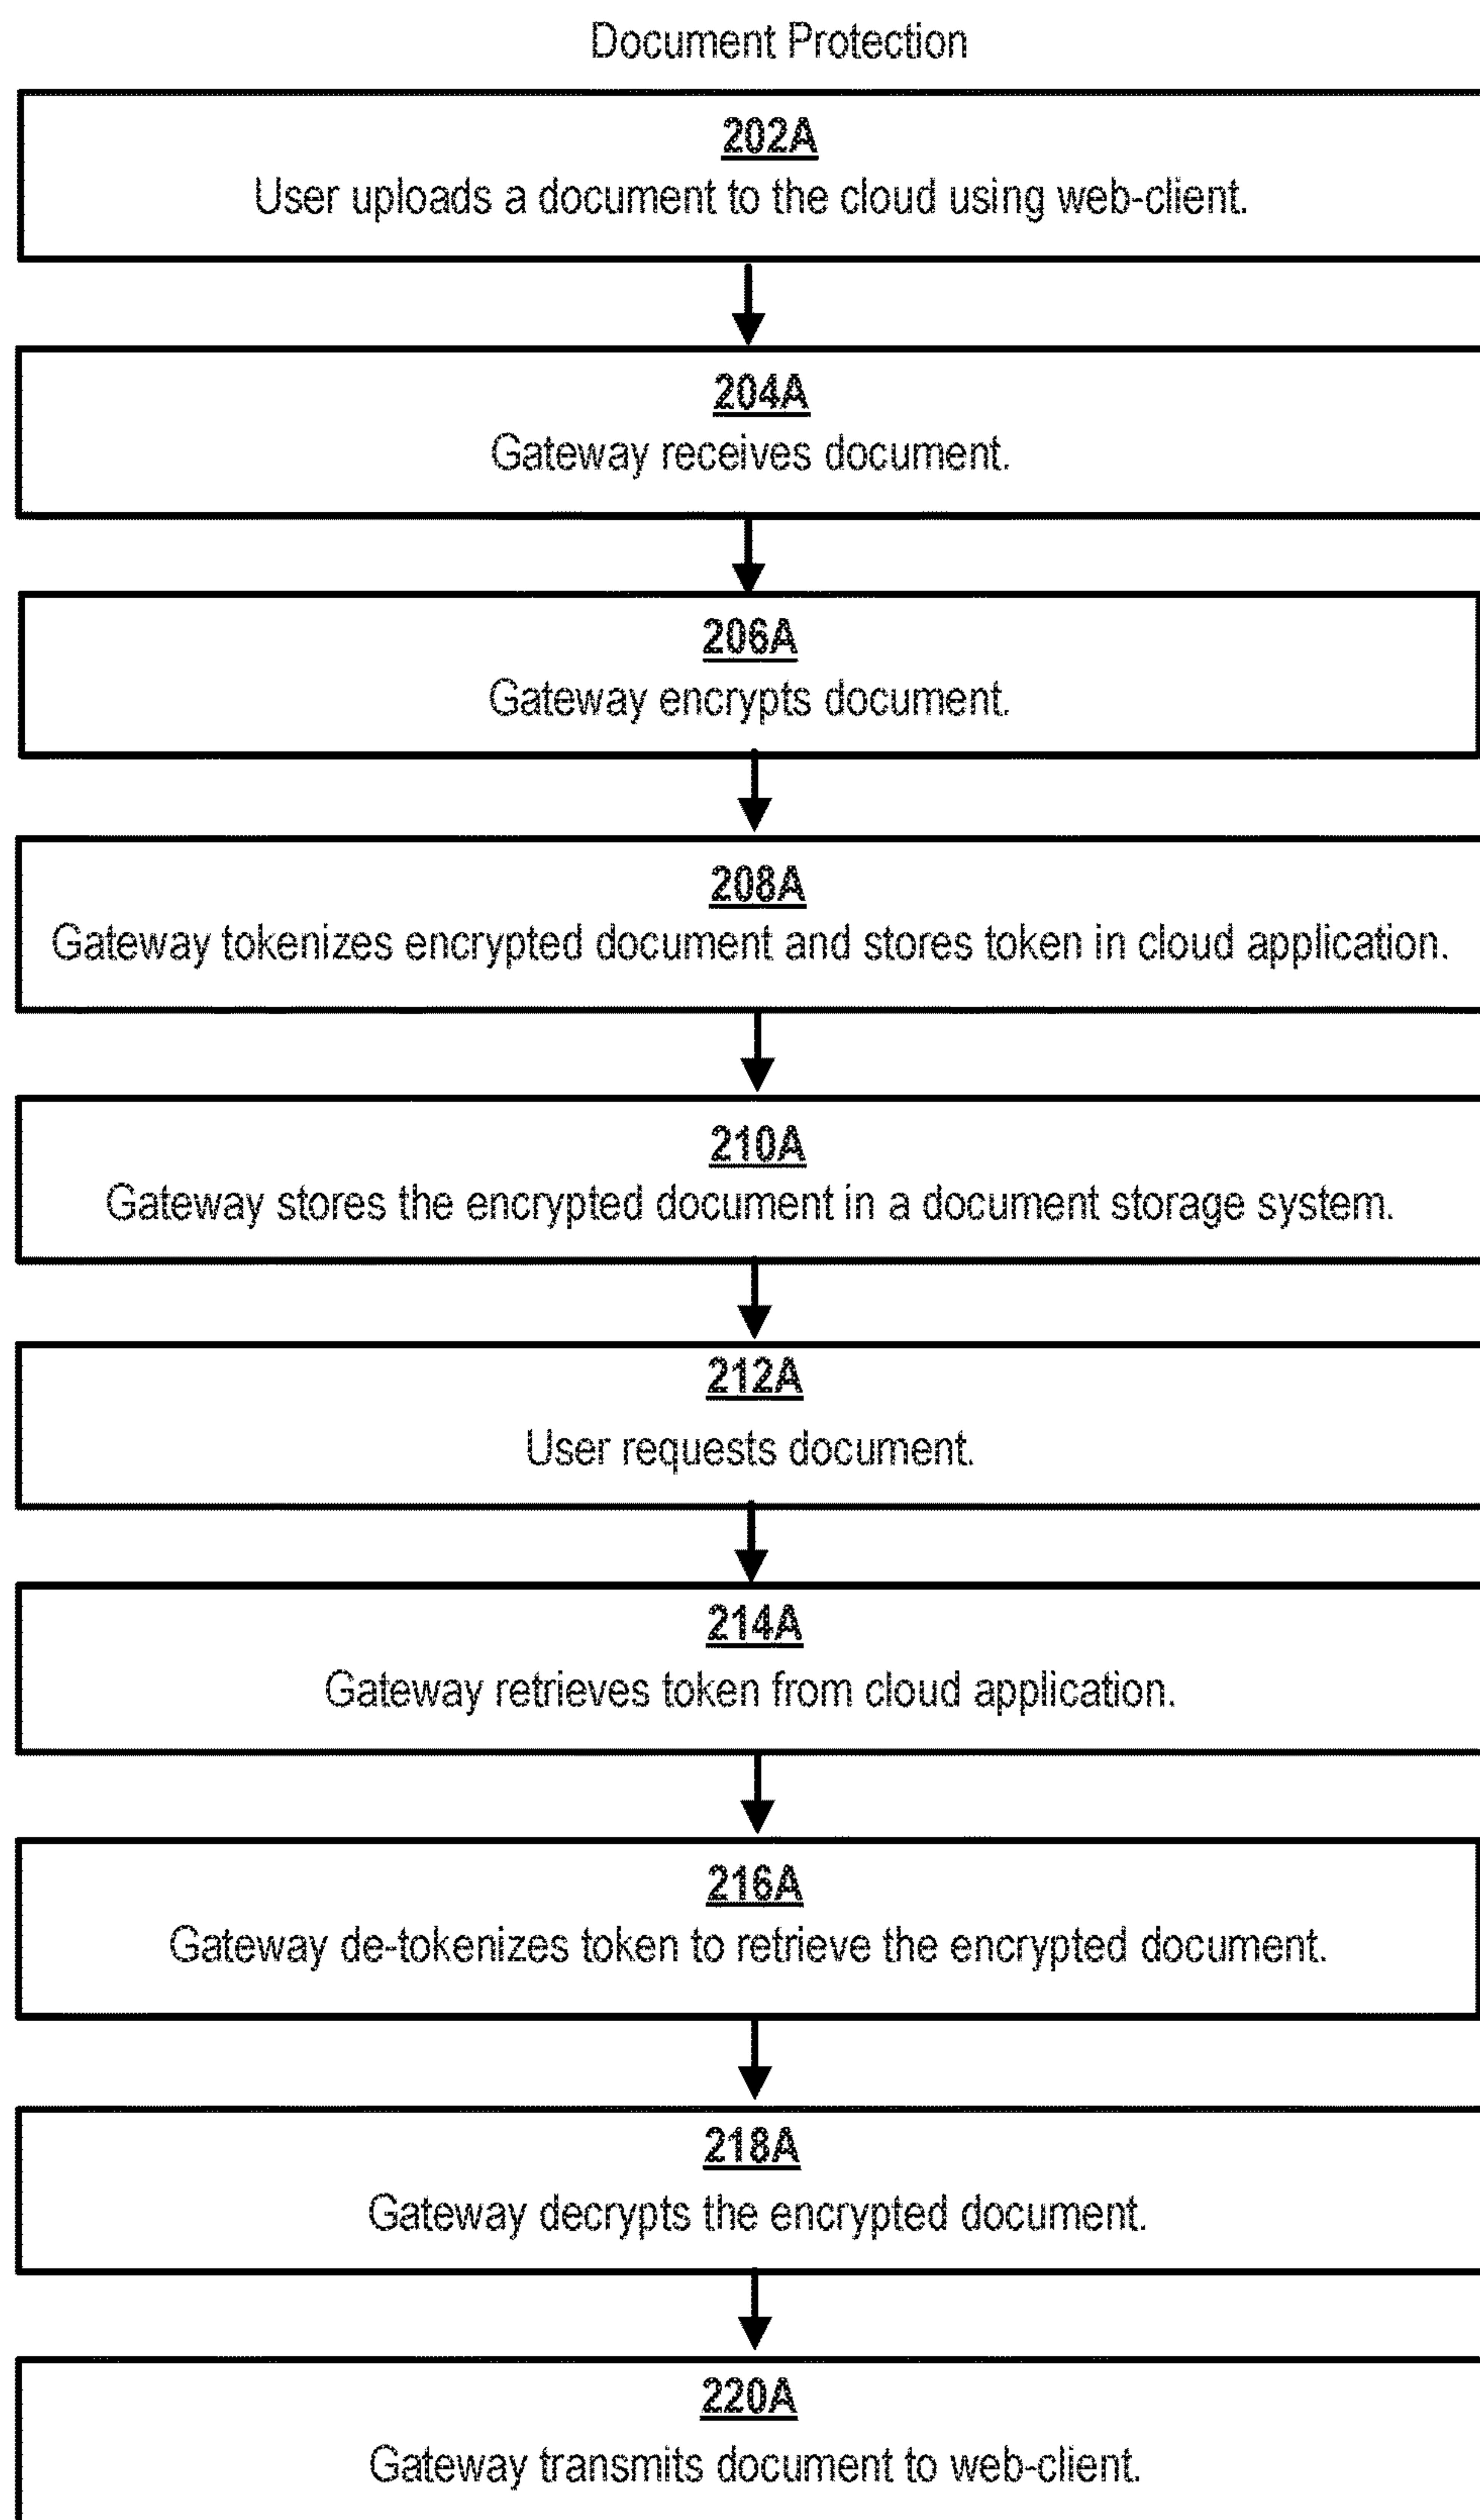 Document Protection
202A
User uploads a document to the cloud using web-client.
204A
Gateway receives document.
206A
Gateway encrypts document.
208A
Gateway tokenizes encrypted document and stores token in cloud application.
210A
Gateway stores the encrypted document in a document storage system.
212A
User requests document.
214A
Gateway retrieves token from cloud application.
216A
Gateway de-tokenizes token to retrieve the encrypted document.
218A
Gateway decrypts the encrypted document.
220A
Gateway transmits document to web-client.